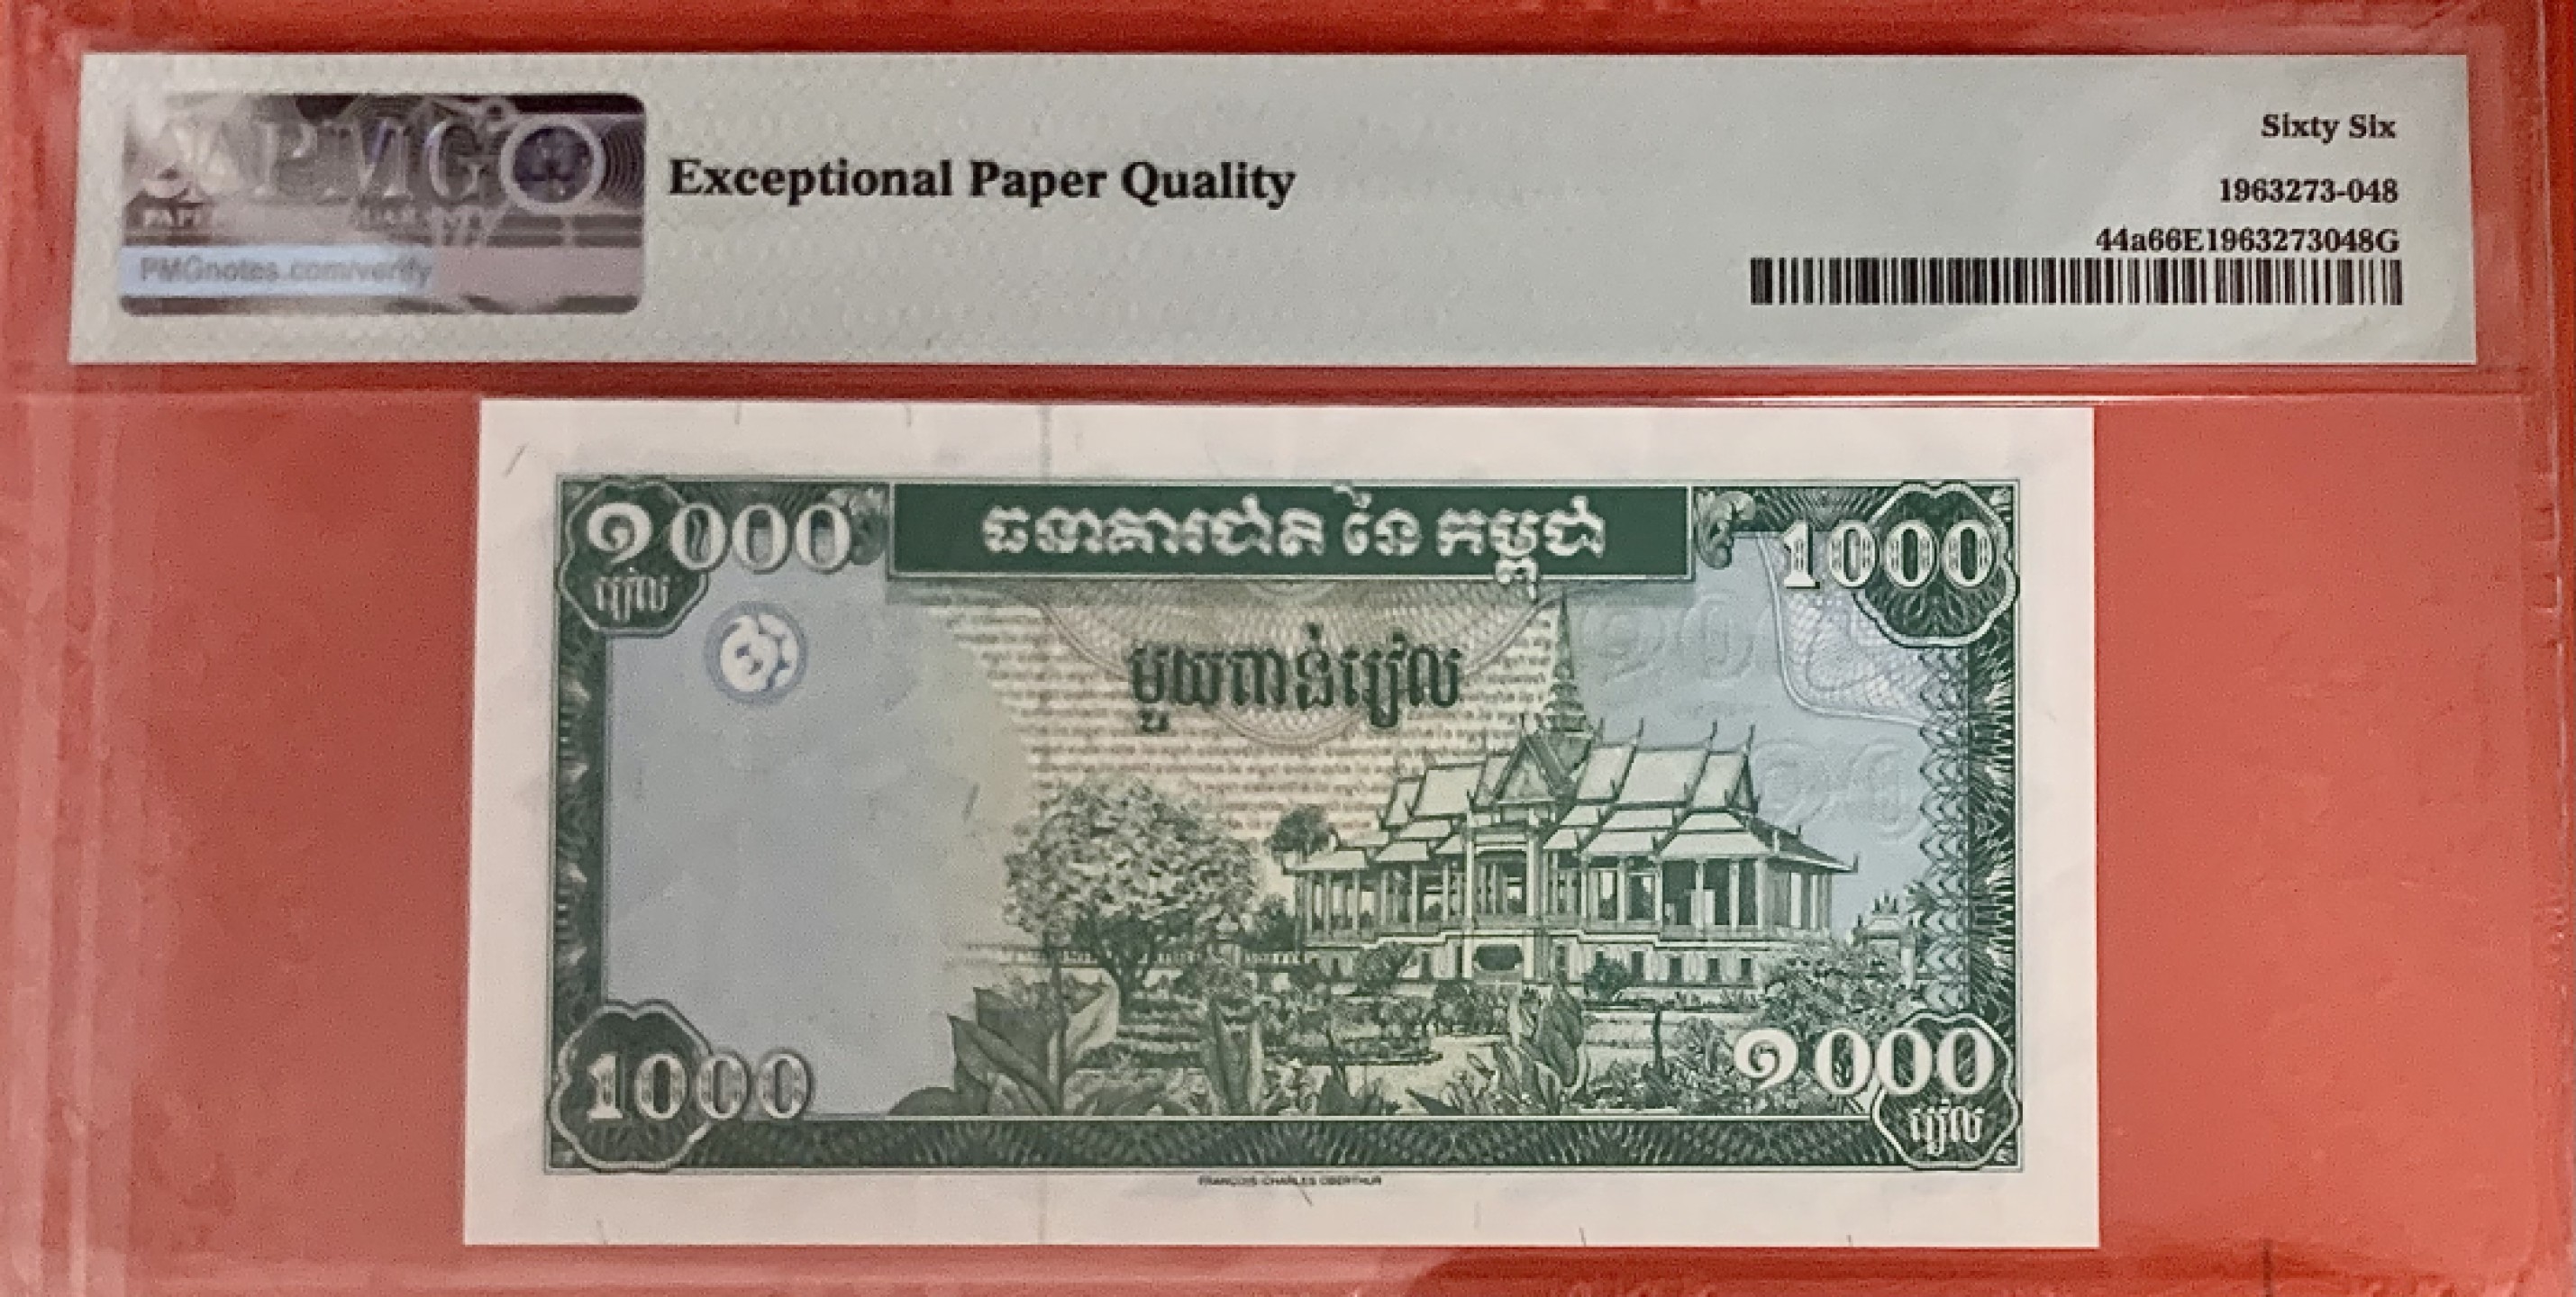 PMG
PMGnotes.com/verify
Exceptional Paper Quality
Sixty Six
1963273-048
44a66E1963273048G
១០០០
រៀល
ធនាគារជាតិ នៃ កម្ពុជា
1000
មួយពាន់រៀល
1000
១០០០
រៀល
FRANÇOIS-CHARLES OBERTHUR